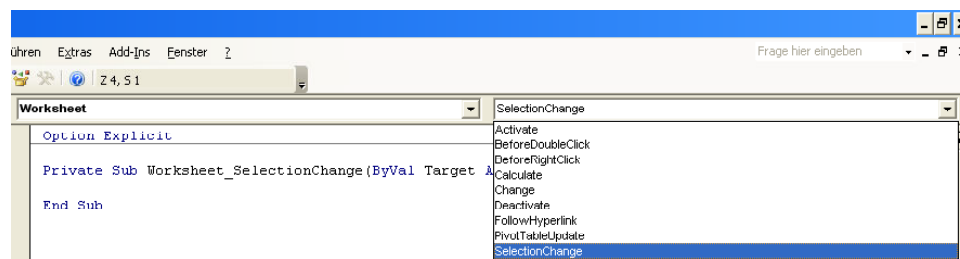 ühren Extras Add-Ins Fenster ?
Frage hier eingeben
Z 4, S 1
Worksheet
SelectionChange
Option Explicit
Private Sub Worksheet_SelectionChange(ByVal Target A
End Sub
Activate
BeforeDoubleClick
BeforeRightClick
Calculate
Change
Deactivate
FollowHyperlink
PivotTableUpdate
SelectionChange